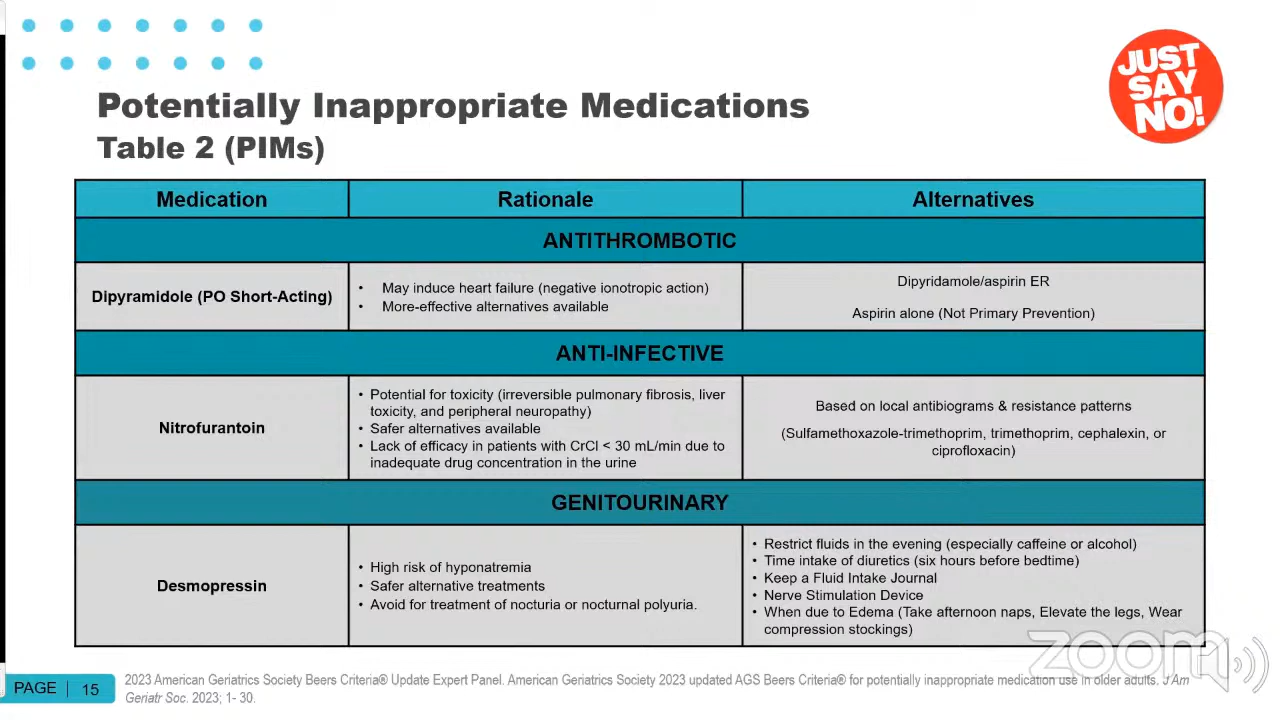 JUST
SAY
NO!
Potentially Inappropriate Medications
Table 2 (PIMs)
Medication
Rationale
Alternatives
ANTITHROMBOTIC
Dipyramidole (PO Short-Acting)
• May induce heart failure (negative ionotropic action)
• More-effective alternatives available
Dipyridamole/aspirin ER
Aspirin alone (Not Primary Prevention)
ANTI-INFECTIVE
Nitrofurantoin
• Potential for toxicity (irreversible pulmonary fibrosis, liver
toxicity, and peripheral neuropathy)
• Safer alternatives available
• Lack of efficacy in patients with CrCl < 30 mL/min due to
inadequate drug concentration in the urine
Based on local antibiograms & resistance patterns
(Sulfamethoxazole-trimethoprim, trimethoprim, cephalexin, or
ciprofloxacin)
GENITOURINARY
Desmopressin
• High risk of hyponatremia
• Safer alternative treatments
• Avoid for treatment of nocturia or nocturnal polyuria.
• Restrict fluids in the evening (especially caffeine or alcohol)
• Time intake of diuretics (six hours before bedtime)
• Keep a Fluid Intake Journal
• Nerve Stimulation Device
• When due to Edema (Take afternoon naps, Elevate the legs, Wear
compression stockings)
zoom
PAGE | 15
2023 American Geriatrics Society Beers Criteria® Update Expert Panel. American Geriatrics Society 2023 updated AGS Beers Criteria® for potentially inappropriate medication use in older adults. J Am
Geriatr Soc. 2023; 1- 30.